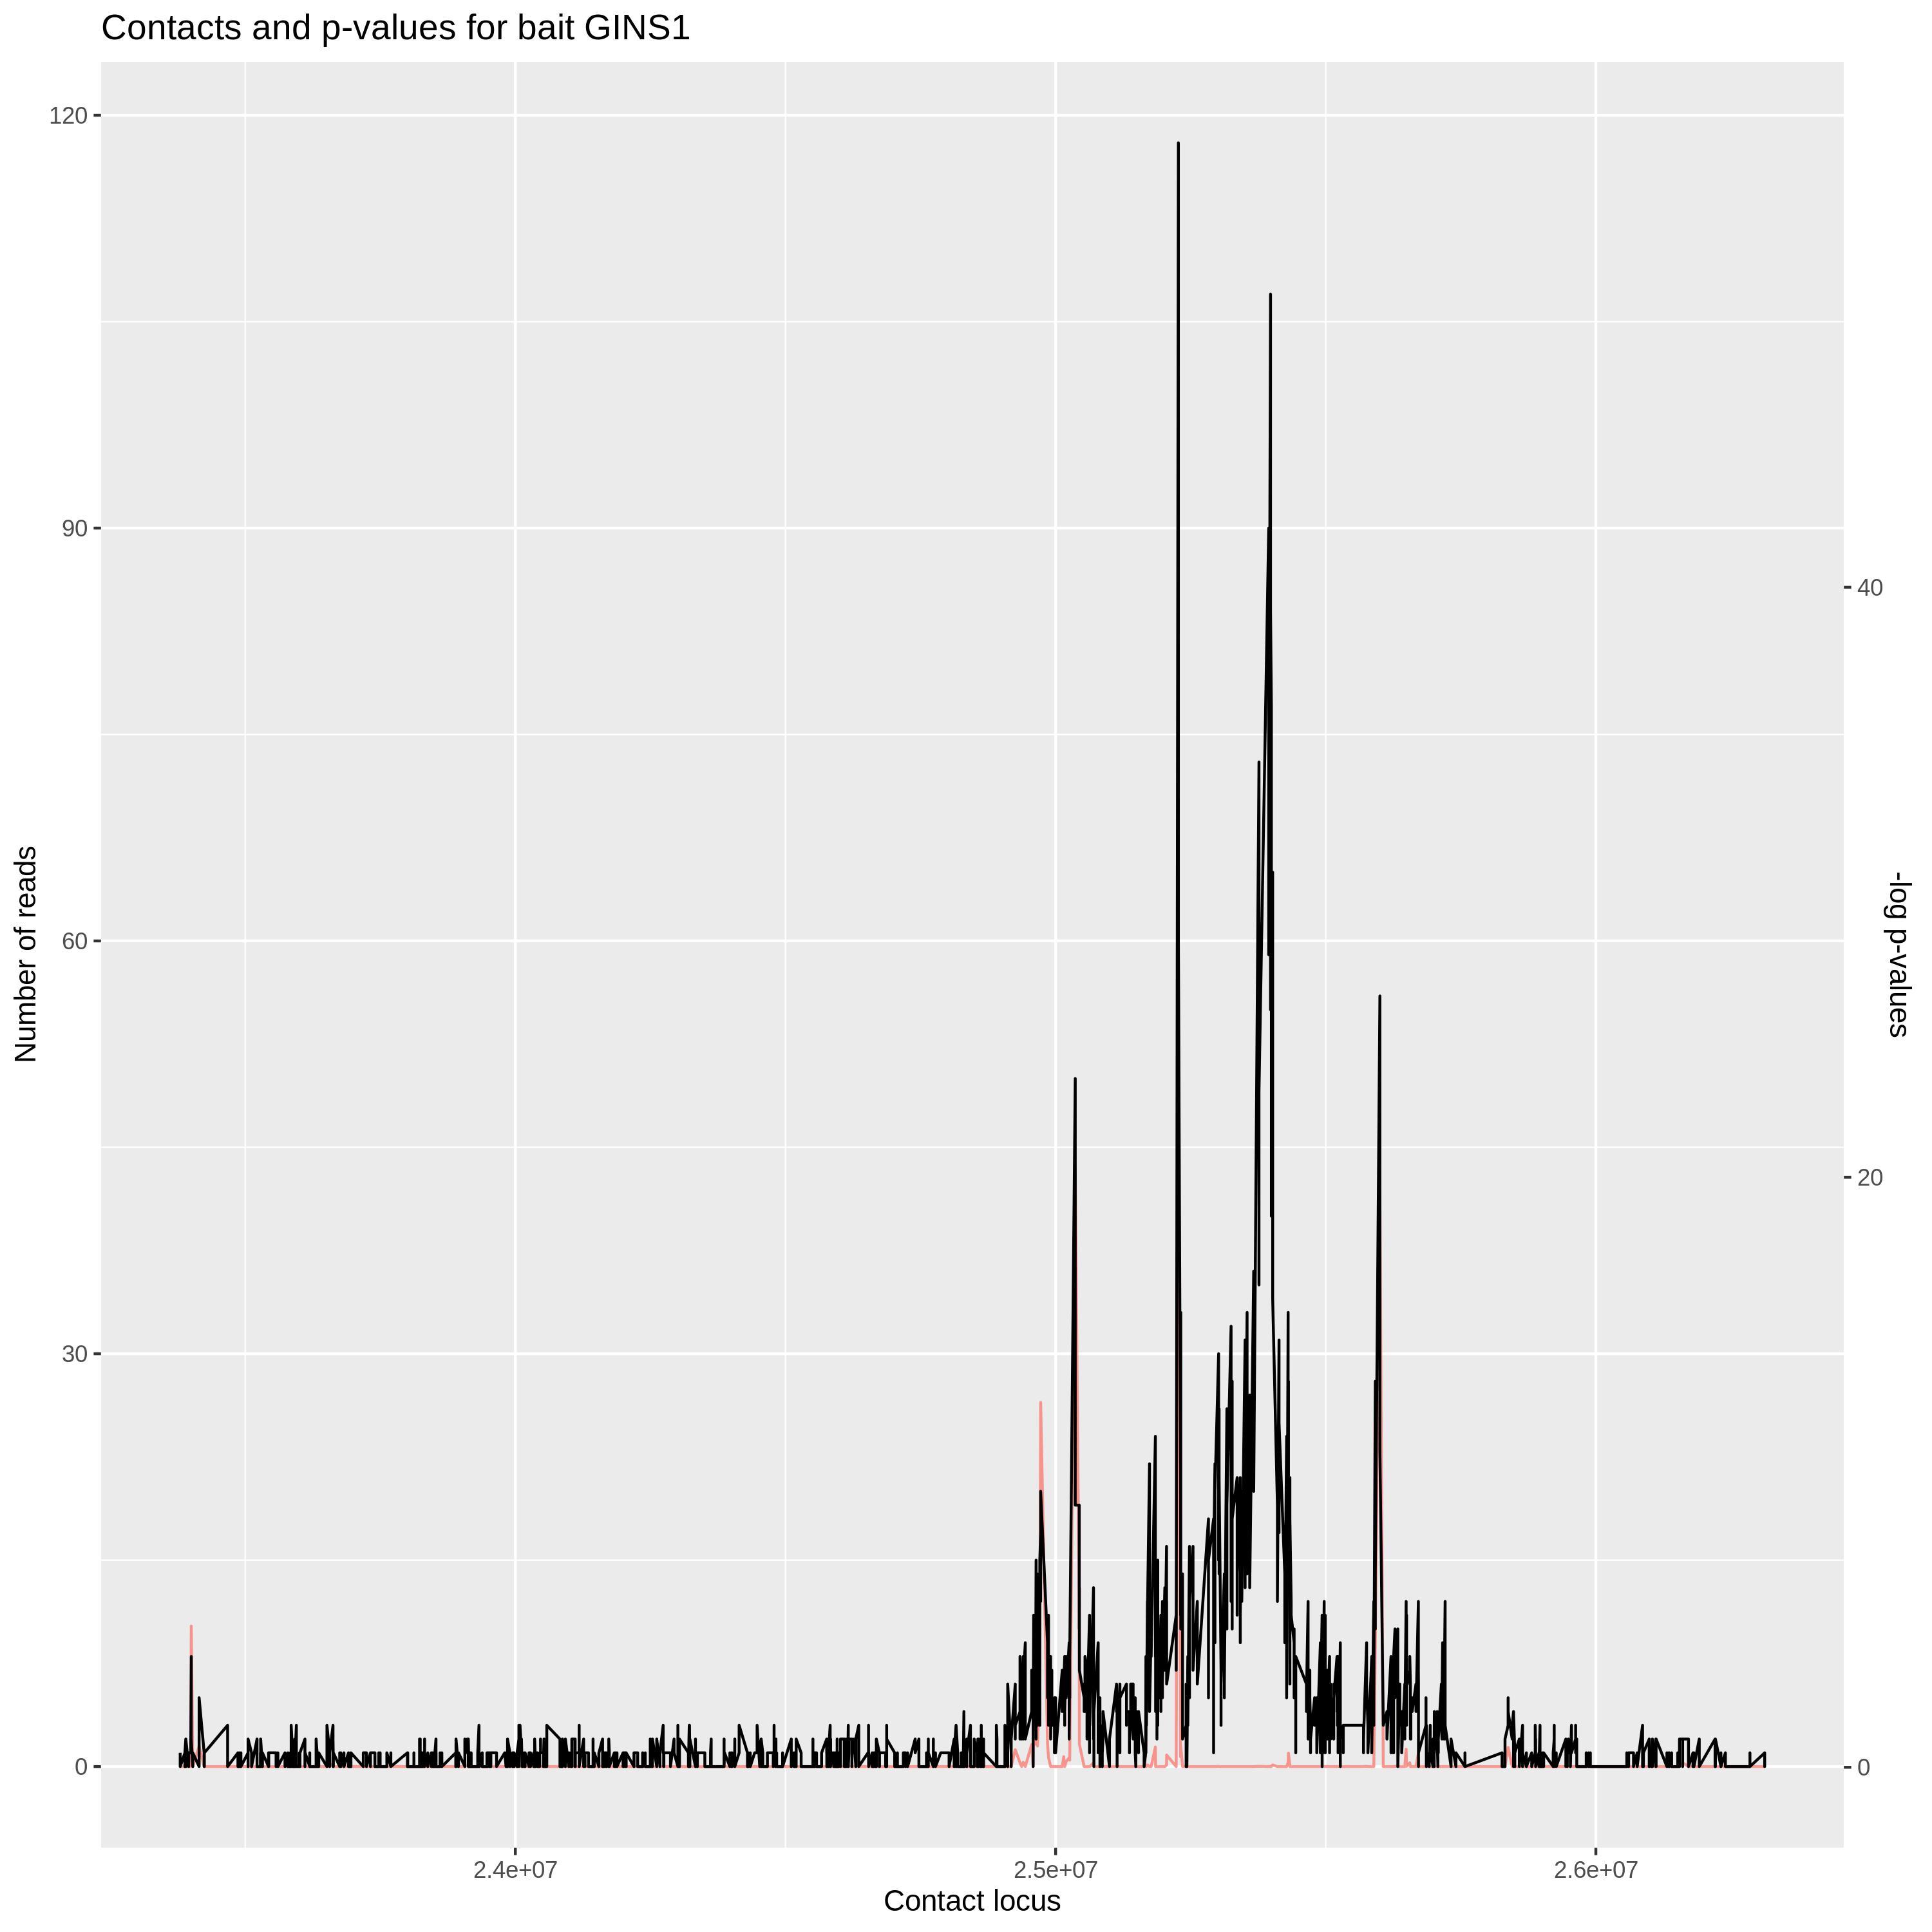 Contacts and p-values for bait GINS1
120
90
60
30
0
Number of reads
40
20
0
-log p-values
2.4e+07
2.5e+07
2.6e+07
Contact locus